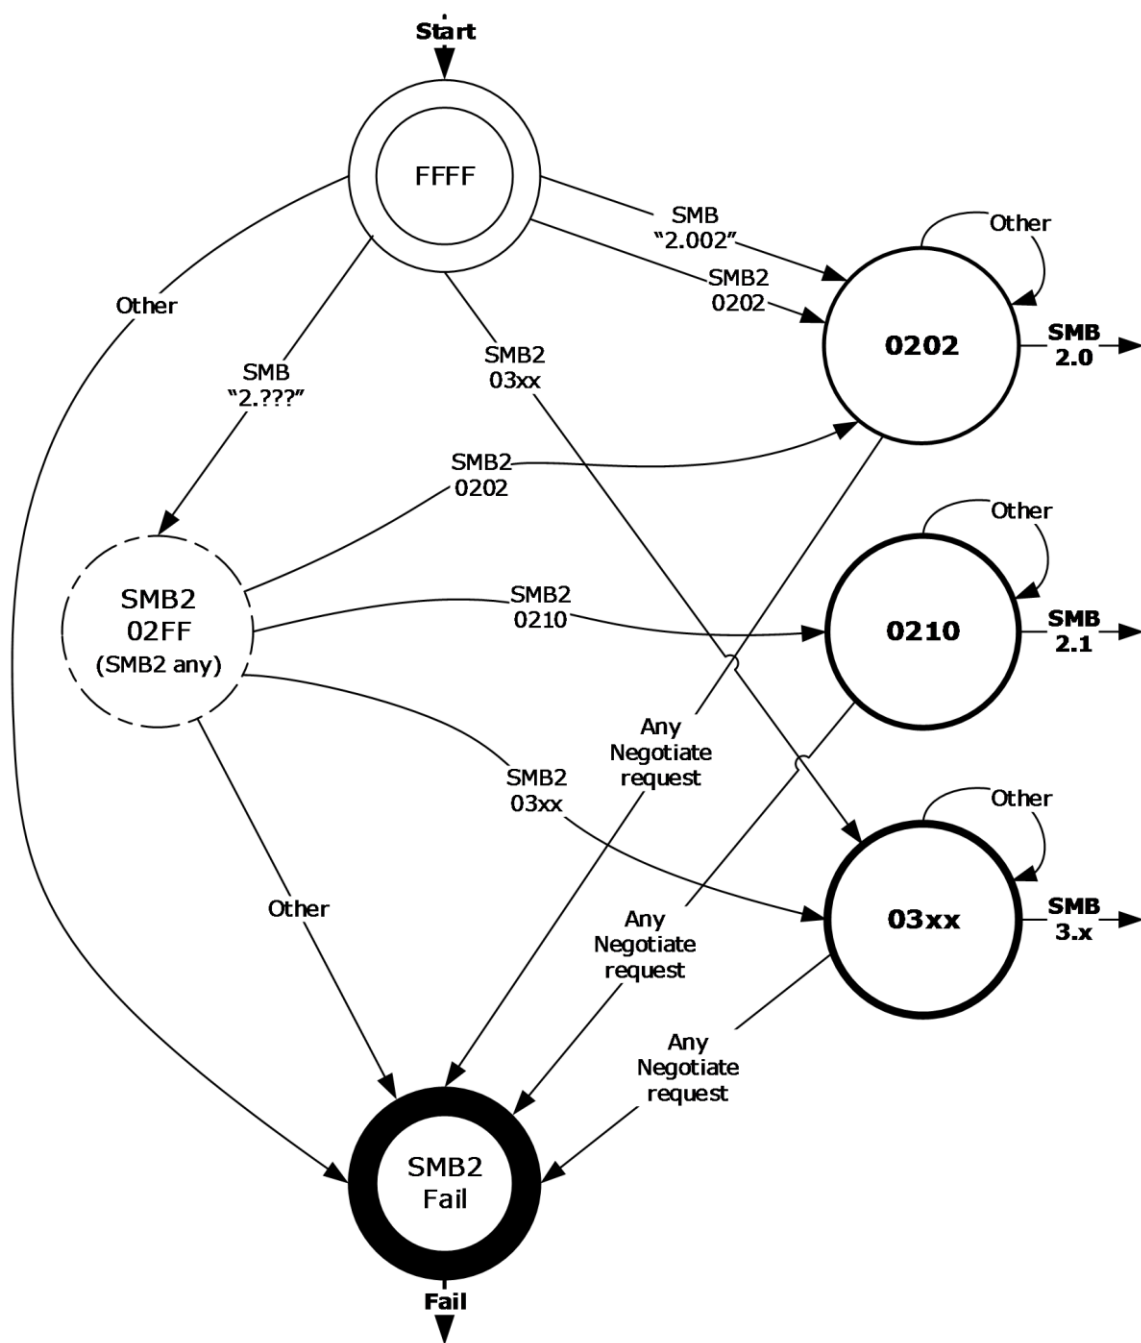 Start
FFFF
SMB
“2.002”
SMB2
0202
Other
Other
SMB
“2.???”
SMB2
03xx
0202
SMB
2.0
SMB2
0202
Other
SMB2
02FF
(SMB2 any)
SMB2
0210
0210
SMB
2.1
Any
Negotiate
request
SMB2
03xx
Other
Other
Any
Negotiate
request
03xx
SMB
3.x
Any
Negotiate
request
SMB2
Fail
Fail